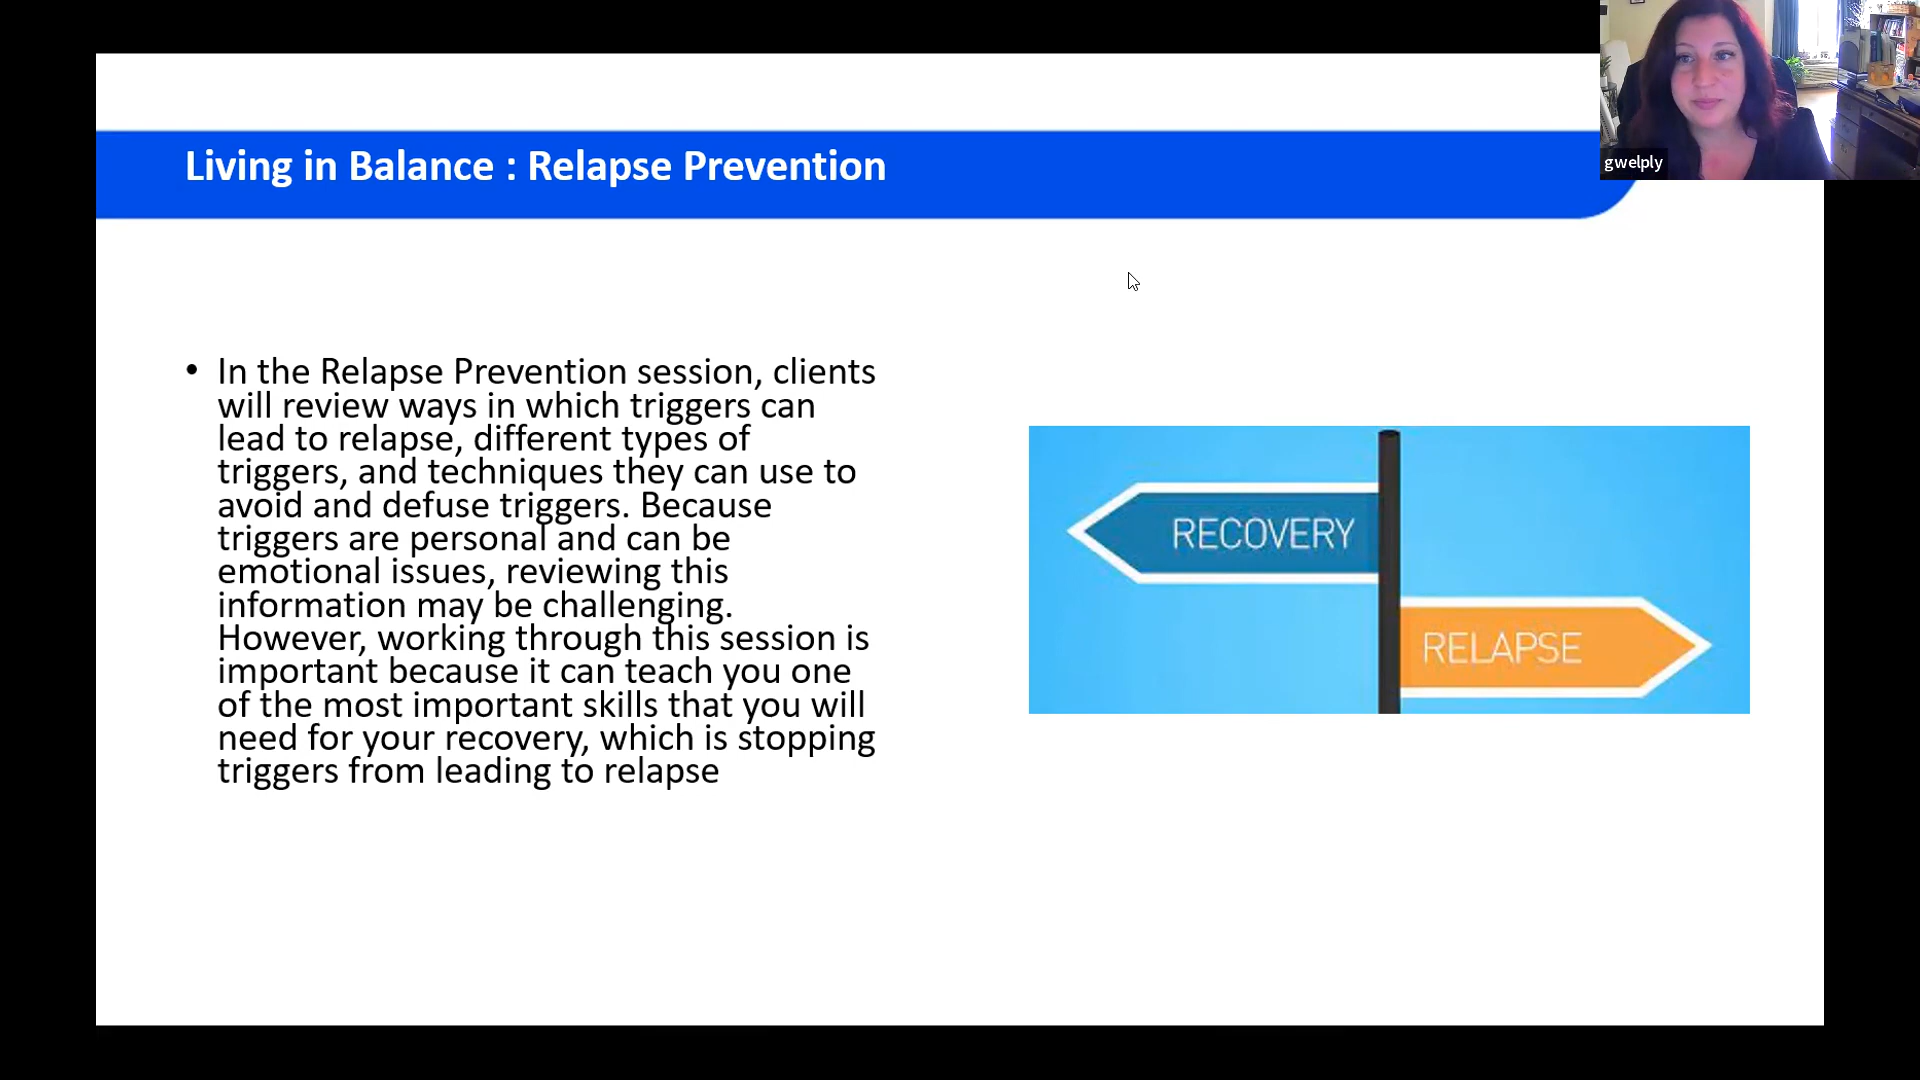 gwelply
Living in Balance : Relapse Prevention
• In the Relapse Prevention session, clients
will review ways in which triggers can
lead to relapse, different types of
triggers, and techniques they can use to
avoid and defuse triggers. Because
triggers are personal and can be
emotional issues, reviewing this
information may be challenging.
However, working through this session is
important because it can teach you one
of the most important skills that you will
need for your recovery, which is stopping
triggers from leading to relapse
RECOVERY
RELAPSE